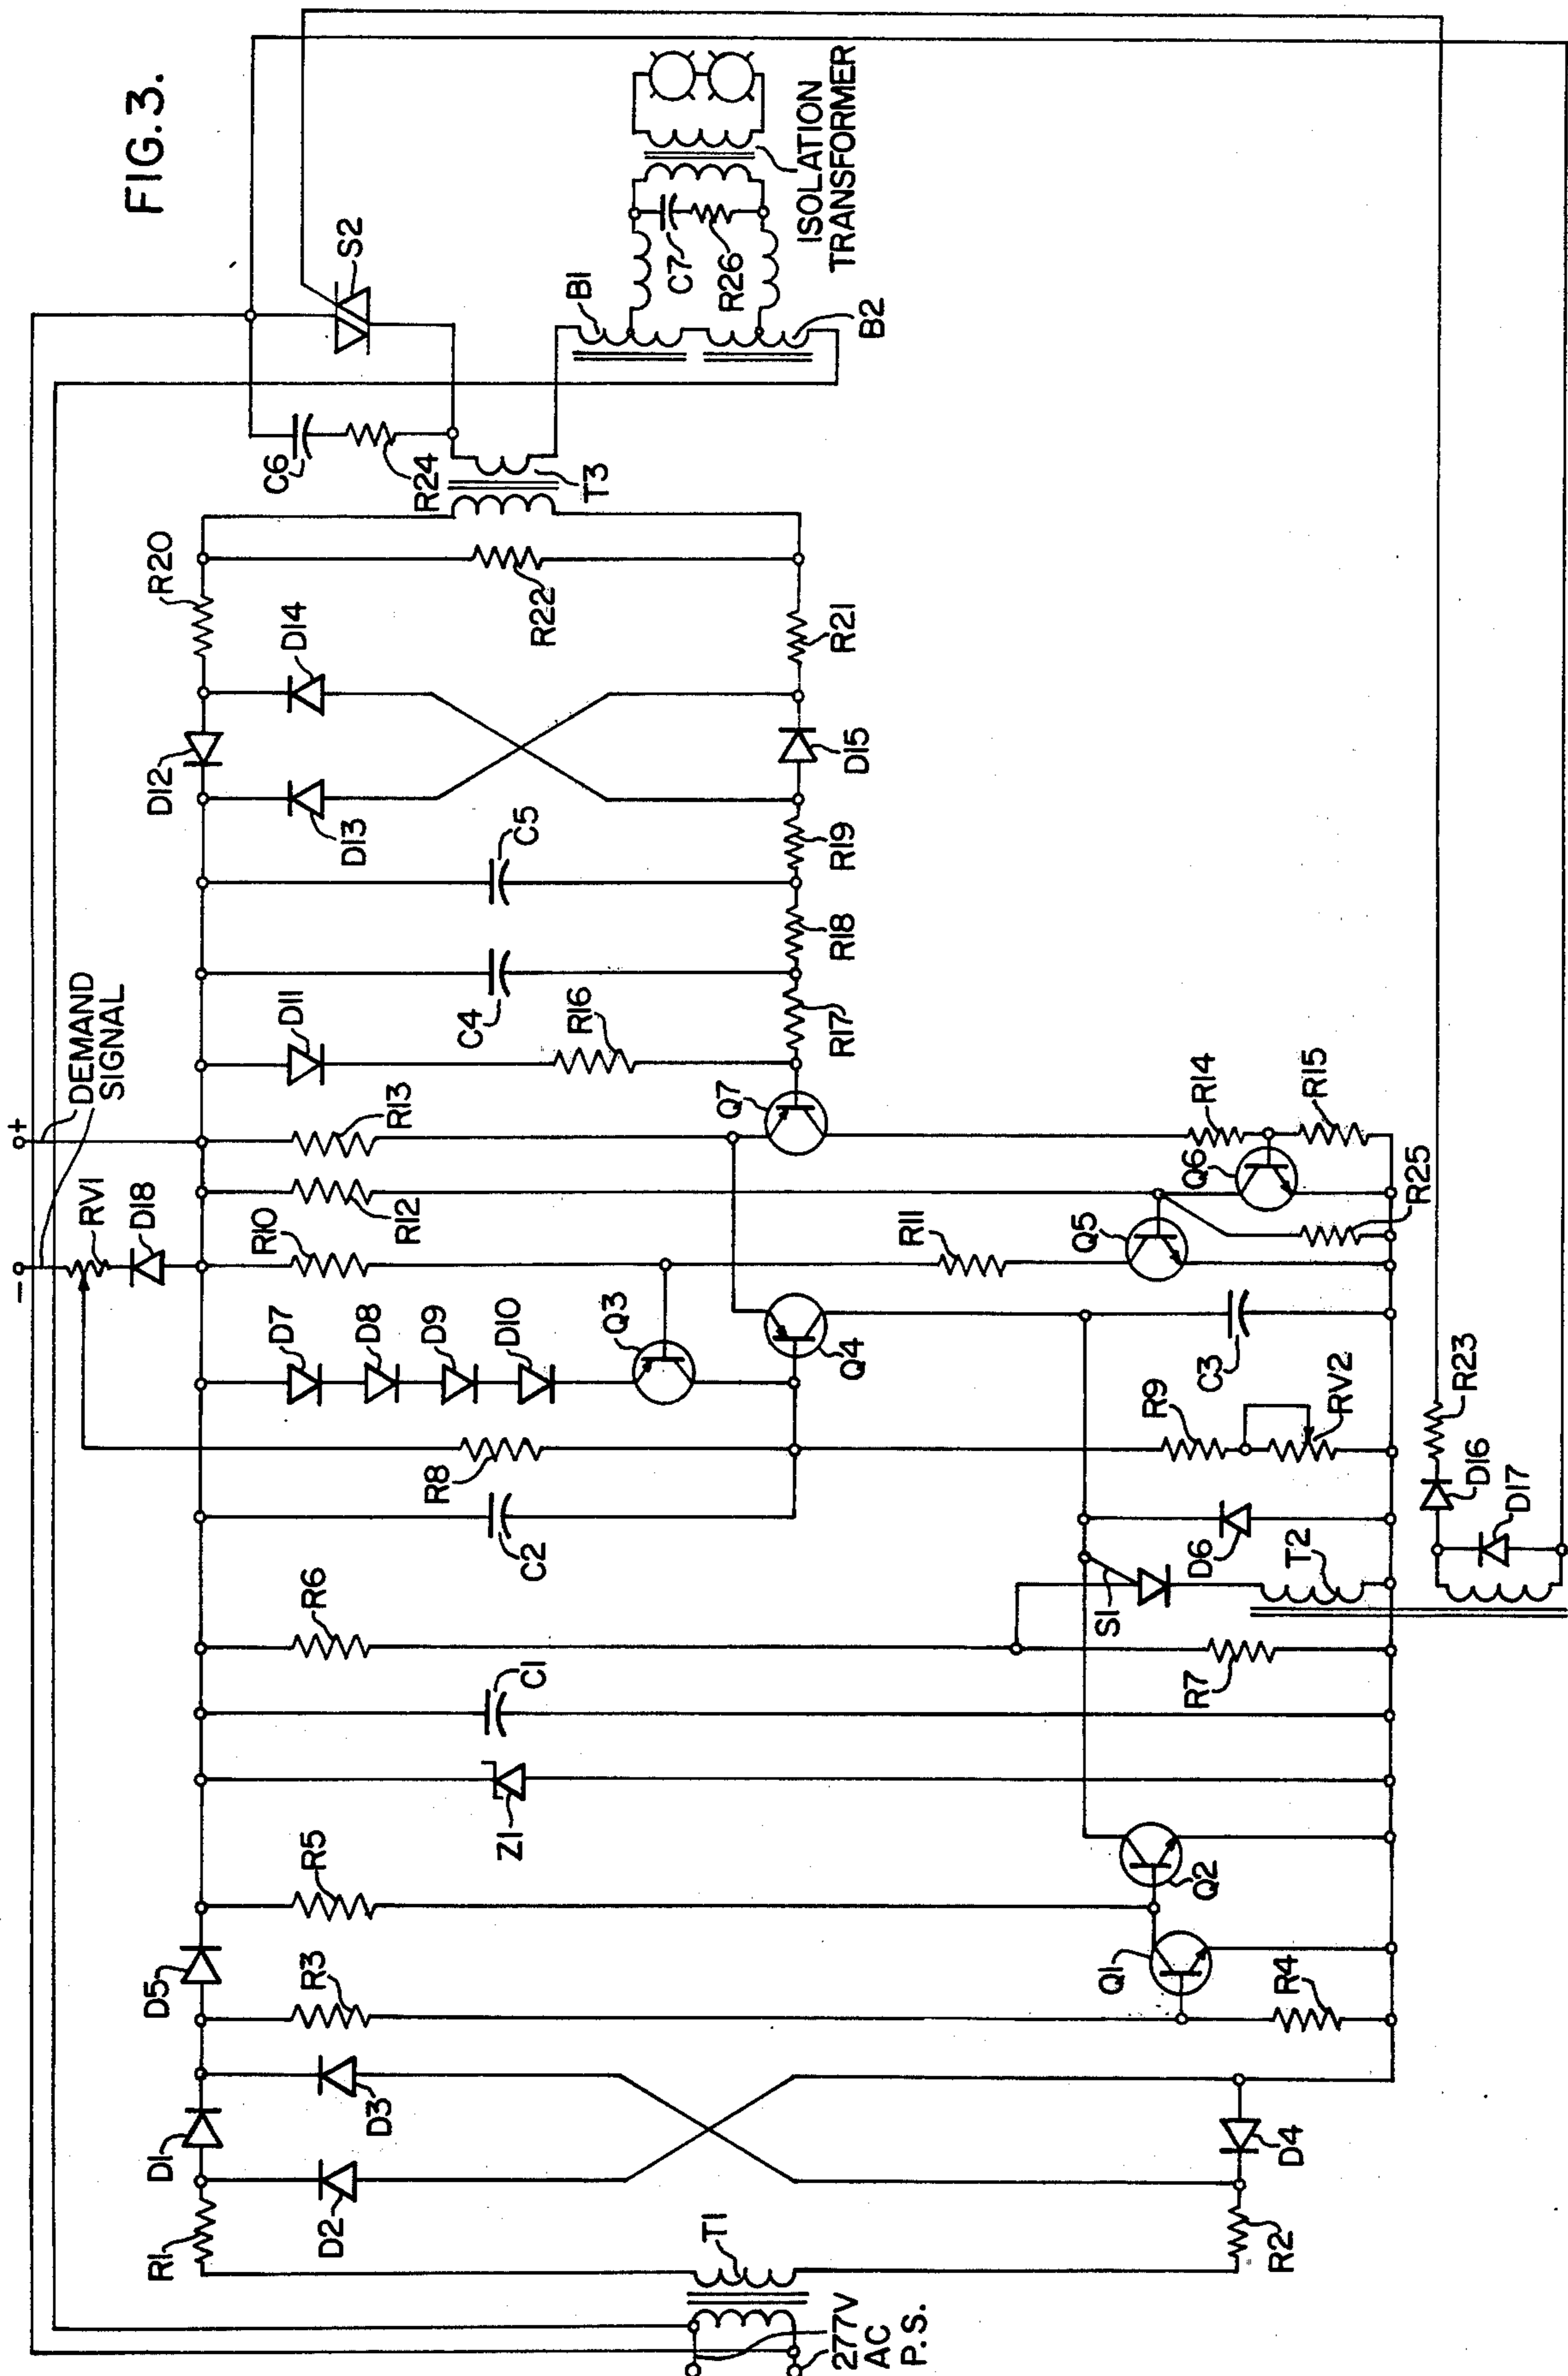 FIG. 3.
DEMAND
SIGNAL
+
−
RV1
D18
S2
C6
R24
T3
B1
B2
C7
R26
ISOLATION
TRANSFORMER
R20
R22
R21
D14
D12
D13
D15
C5
R19
R18
C4
D11
R16
R17
R13
Q7
R14
R15
R12
Q6
R25
R10
R11
Q5
D7
D8
D9
D10
Q3
Q4
C3
R8
R9
RV2
C2
D6
R23
D16
D17
T2
S1
R6
R7
C1
Z1
R5
Q2
D5
R3
Q1
R4
D1
D3
D2
D4
R1
R2
T1
277V
AC
P.S.